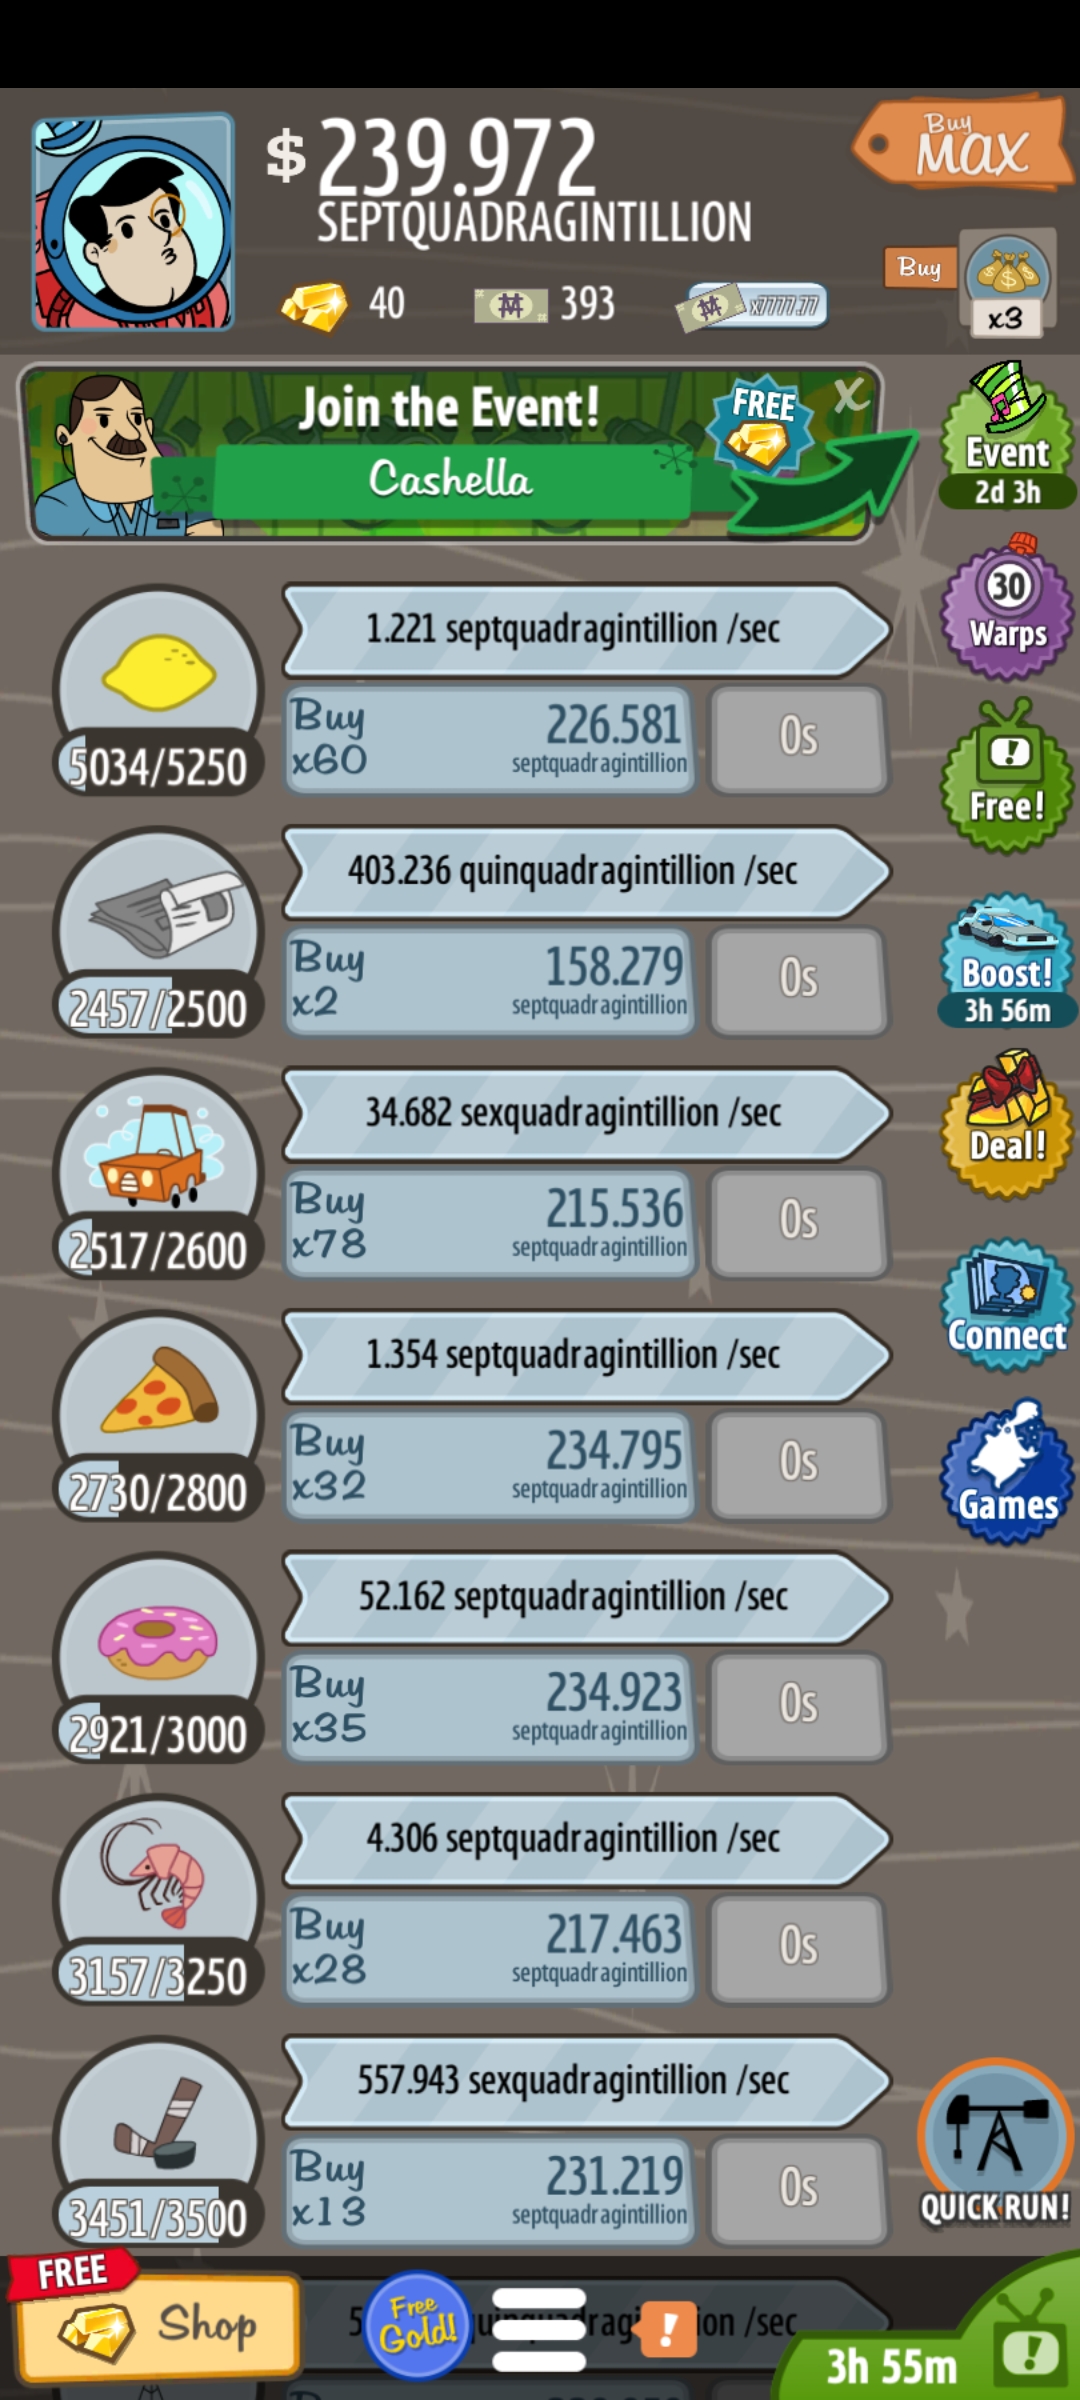 $ 239.972
SEPTQUADRAGINTILLION
Buy
MAX
40
393
x7777.77
Buy
x3
Join the Event!
Cashella
FREE
X
Event
2d 3h
30
Warps
Free!
Boost!
3h 56m
Deal!
Connect
Games
1.221 septquadragintillion /sec
5034/5250
Buy
x60
226.581
septquadragintillion
0s
403.236 quinquadragintillion /sec
2457/2500
Buy
x2
158.279
septquadragintillion
0s
34.682 sexquadragintillion /sec
2517/2600
Buy
x78
215.536
septquadragintillion
0s
1.354 septquadragintillion /sec
2730/2800
Buy
x32
234.795
septquadragintillion
0s
52.162 septquadragintillion /sec
2921/3000
Buy
x35
234.923
septquadragintillion
0s
4.306 septquadragintillion /sec
3157/3250
Buy
x28
217.463
septquadragintillion
0s
557.943 sexquadragintillion /sec
3451/3500
Buy
x13
231.219
septquadragintillion
0s
QUICK RUN!
FREE
Shop
Free
Gold!
!
/sec
3h 55m
Buy